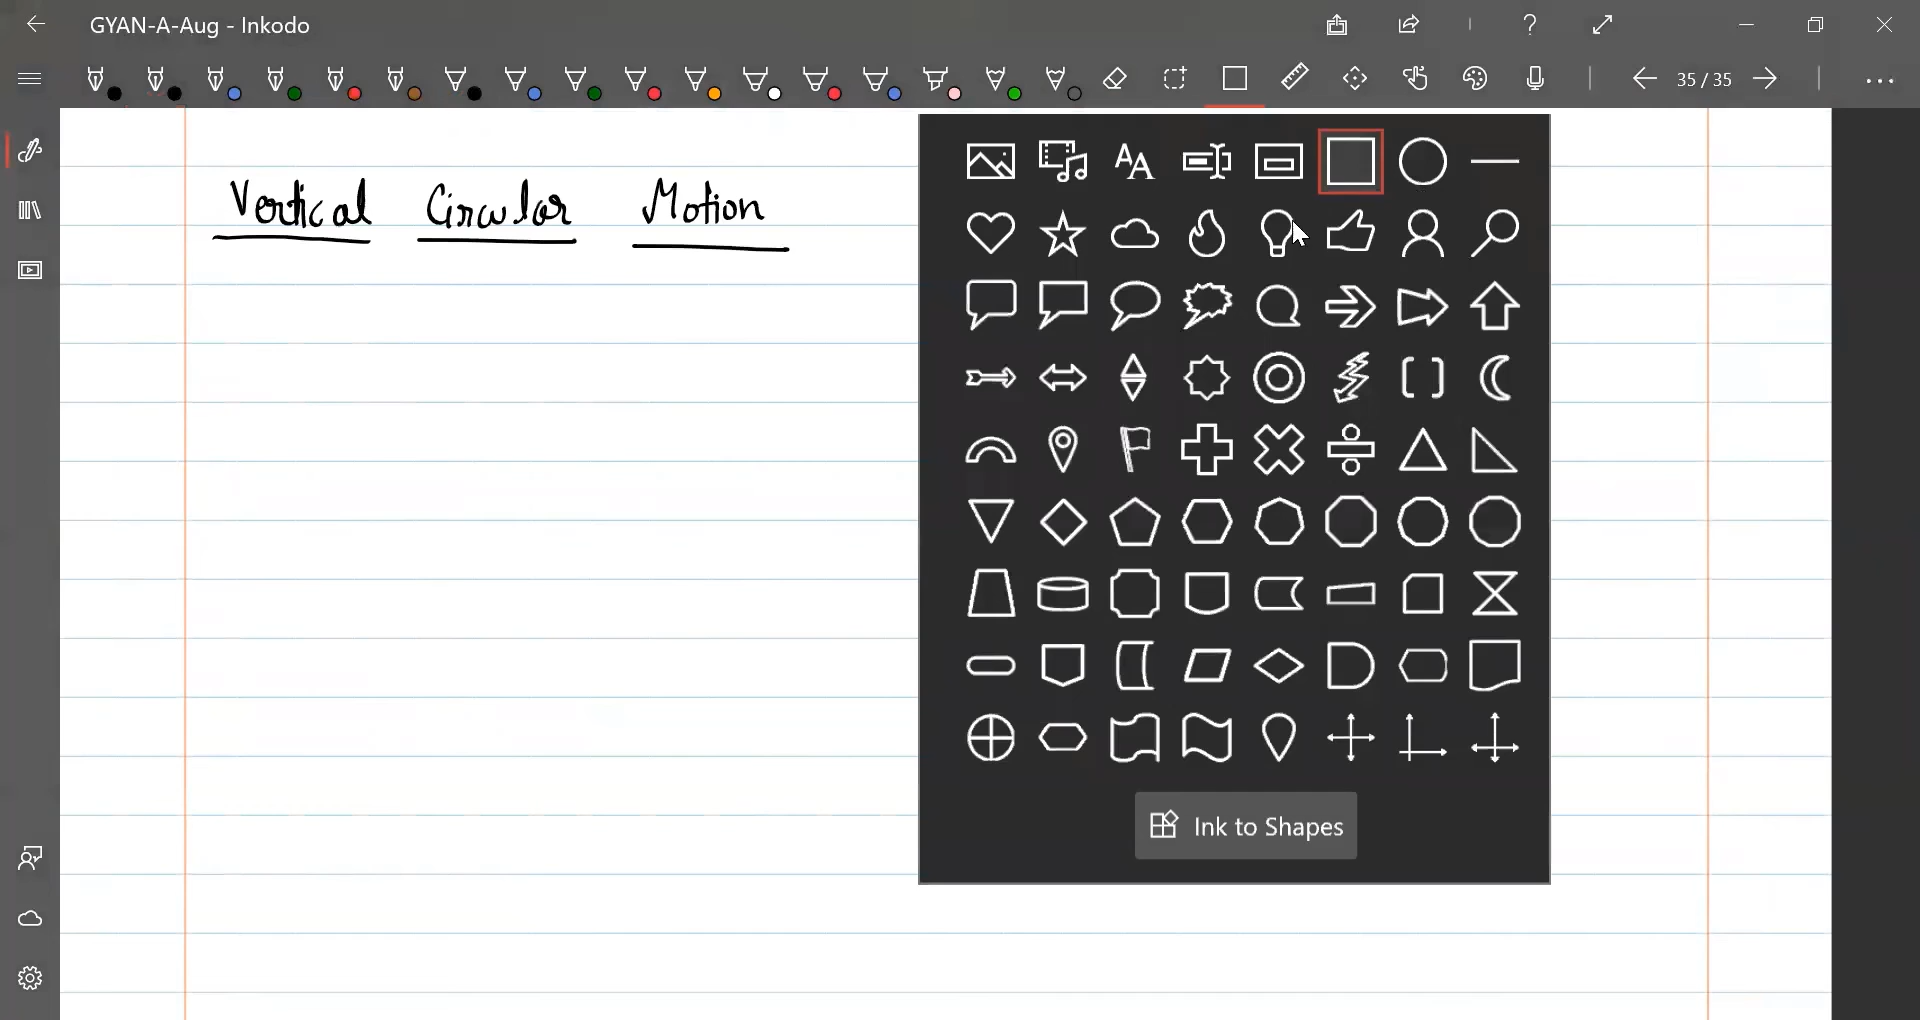 GYAN-A-Aug - Inkodo
35 / 35
Vertical Circular Motion
Ink to Shapes